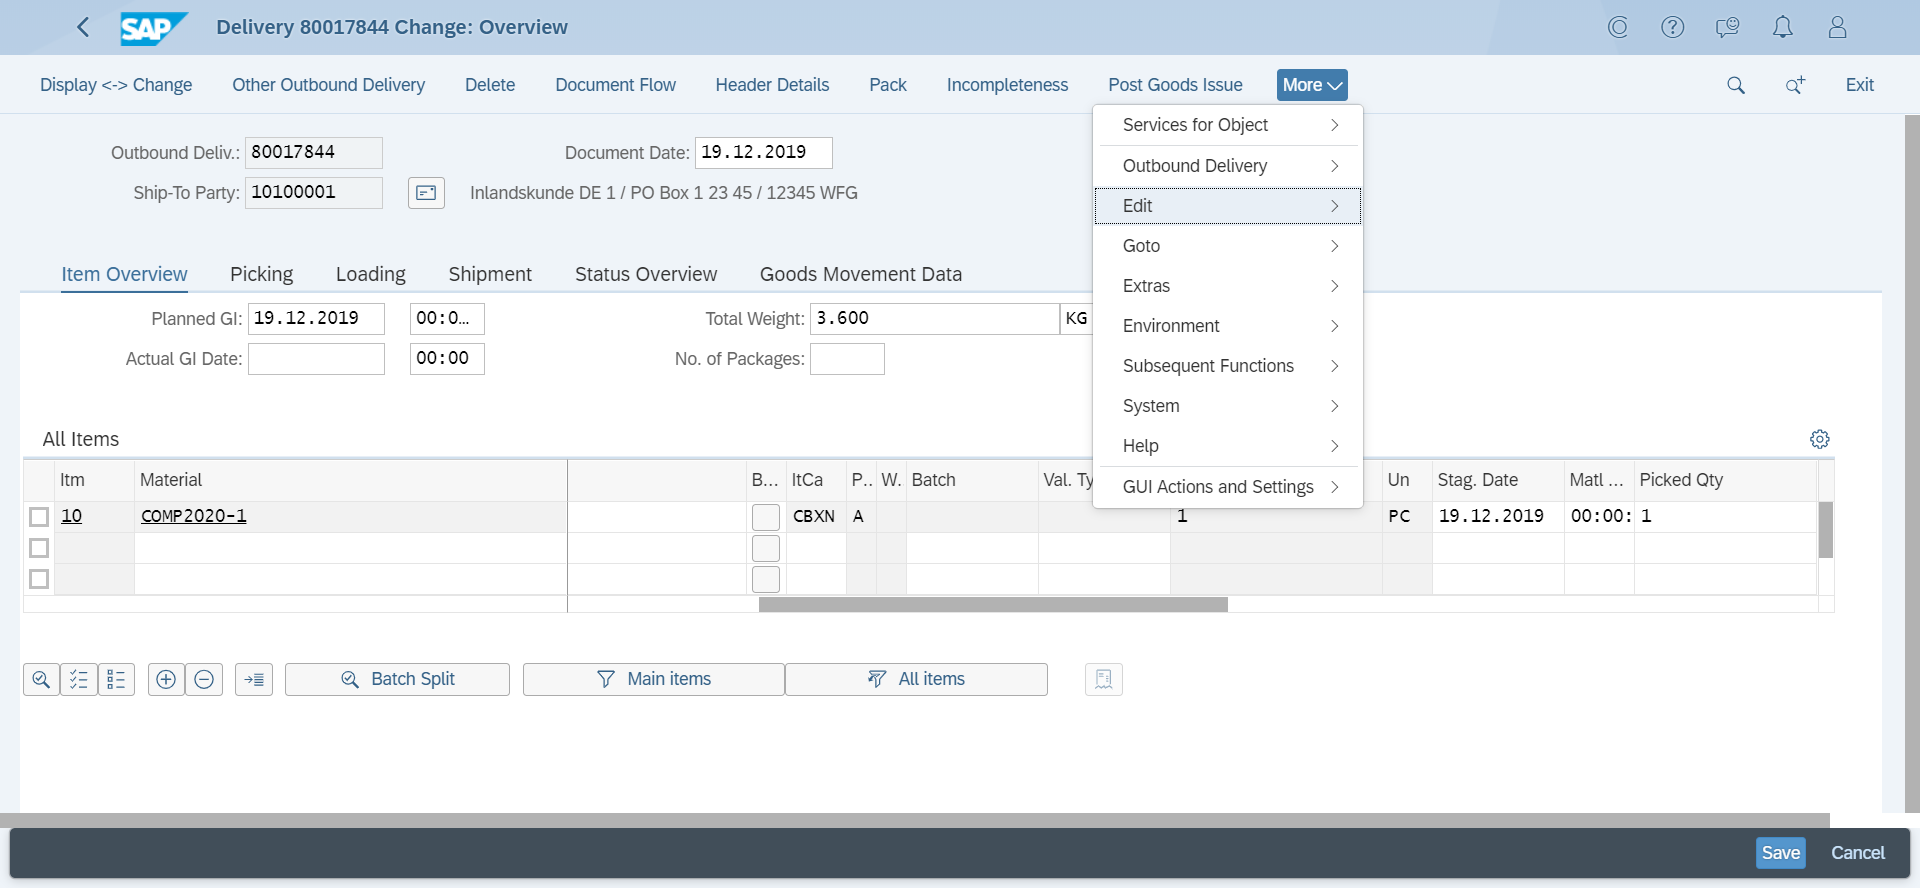 SAP Delivery 80017844 Change: Overview
Display <-> Change Other Outbound Delivery Delete Document Flow Header Details Pack Incompleteness Post Goods Issue More Exit
Services for Object
Outbound Delivery
Edit
Goto
Extras
Environment
Subsequent Functions
System
Help
GUI Actions and Settings
Outbound Deliv.: 80017844 Document Date: 19.12.2019
Ship-To Party: 10100001 Inlandskunde DE 1 / PO Box 1 23 45 / 12345 WFG
Item Overview Picking Loading Shipment Status Overview Goods Movement Data
Planned GI: 19.12.2019 00:0... Total Weight: 3.600 KG
Actual GI Date: 00:00 No. of Packages:
All Items
Itm Material B... ItCa P.. W. Batch Val. Ty Un Stag. Date Matl ... Picked Qty
10 COMP2020-1 CBXN A 1 PC 19.12.2019 00:00: 1
Batch Split Main items All items
Save Cancel